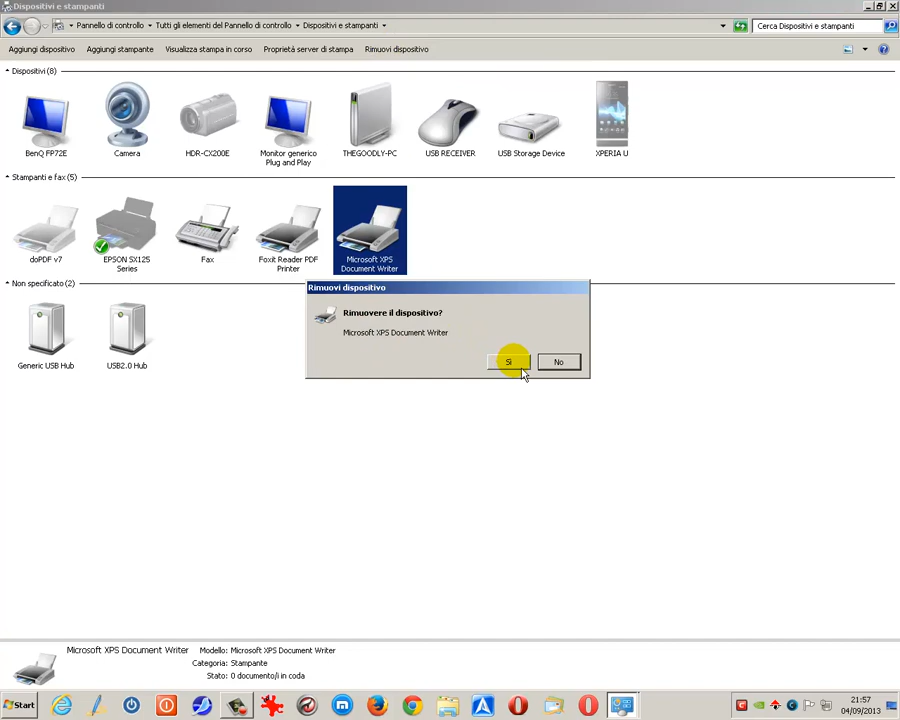 Dispositivi e stampanti
Pannello di controllo Tutti gli elementi del Pannello di controllo Dispositivi e stampanti Cerca Dispositivi e stampanti
Aggiungi dispositivo Aggiungi stampante Visualizza stampa in corso Proprietà server di stampa Rimuovi dispositivo
Dispositivi (8)
BenQ FP72E Camera HDR-CX200E Monitor generico THEGOODLY-PC USB RECEIVER USB Storage Device XPERIA U
Plug and Play
Stampanti e fax (5)
doPDF v7 EPSON SX125 Fax Foxit Reader PDF Microsoft XPS
Series Printer Document Writer
Non specificato (2)
Rimuovi dispositivo
Rimuovere il dispositivo?
Microsoft XPS Document Writer
Sì No
Generic USB Hub USB2.0 Hub
Microsoft XPS Document Writer Modello: Microsoft XPS Document Writer
Categoria: Stampante
Stato: 0 documento/i in coda
Start
21:57
04/09/2013